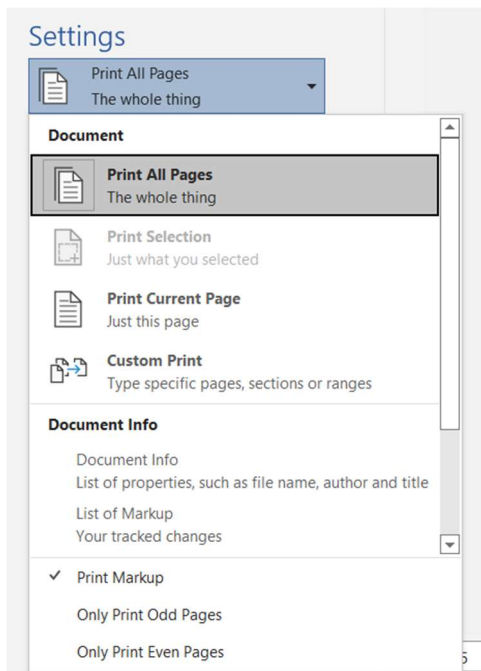 Settings
Print All Pages
The whole thing
Document
Print All Pages
The whole thing
Print Selection
Just what you selected
Print Current Page
Just this page
Custom Print
Type specific pages, sections or ranges
Document Info
Document Info
List of properties, such as file name, author and title
List of Markup
Your tracked changes
Print Markup
Only Print Odd Pages
Only Print Even Pages